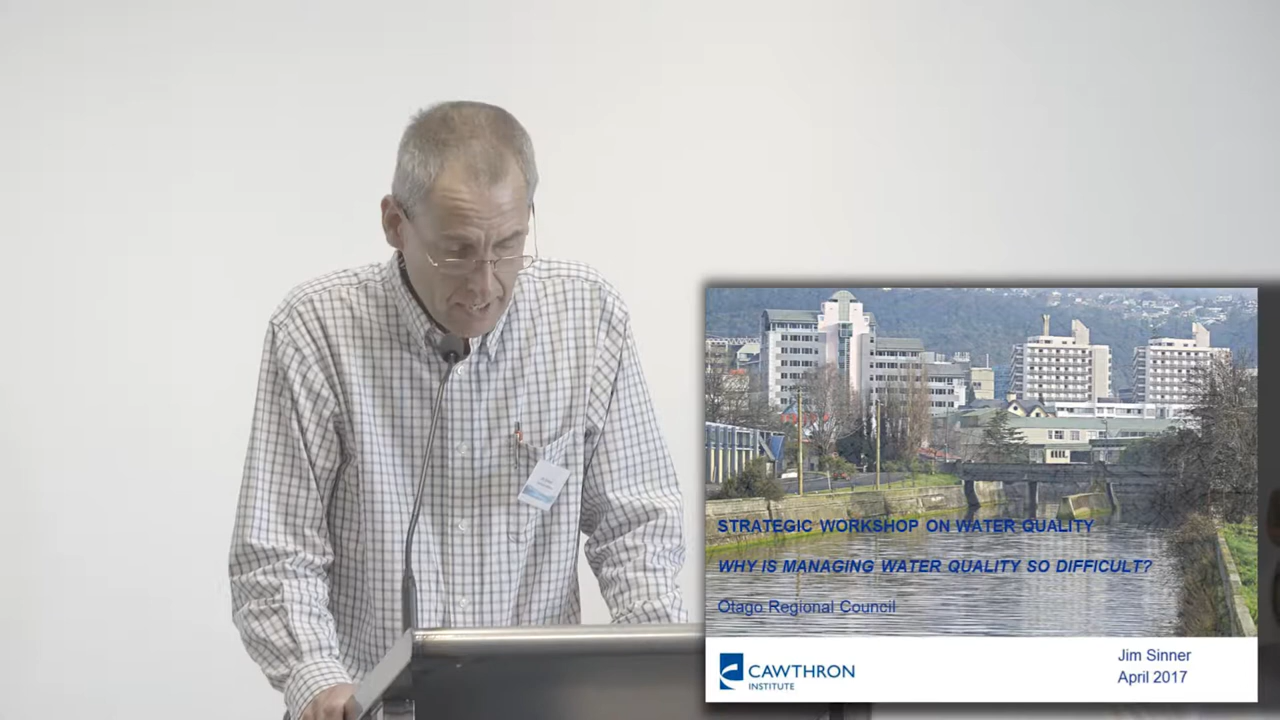 STRATEGIC WORKSHOP ON WATER QUALITY
WHY IS MANAGING WATER QUALITY SO DIFFICULT?
Otago Regional Council
CAWTHRON
INSTITUTE
Jim Sinner
April 2017